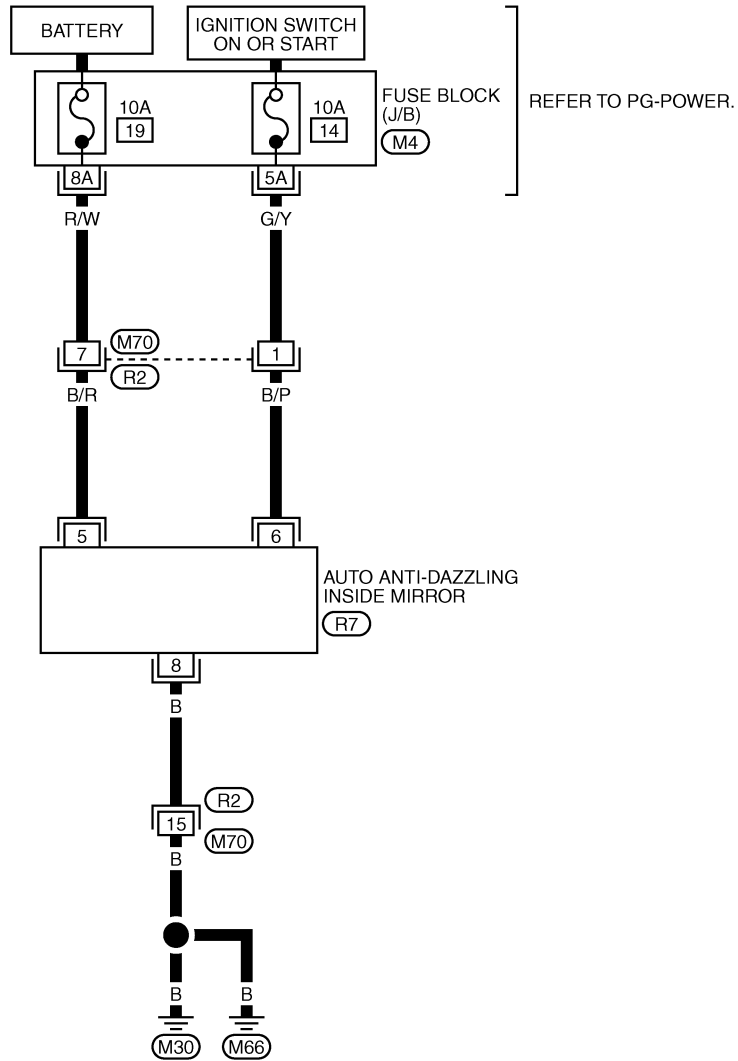 BATTERY
IGNITION SWITCH
ON OR START
10A
19
10A
14
FUSE BLOCK
(J/B)
M4
REFER TO PG-POWER.
8A
5A
R/W
G/Y
7
M70
1
R2
B/R
B/P
5
6
AUTO ANTI-DAZZLING
INSIDE MIRROR
R7
8
B
R2
15
M70
B
B
B
M30
M66